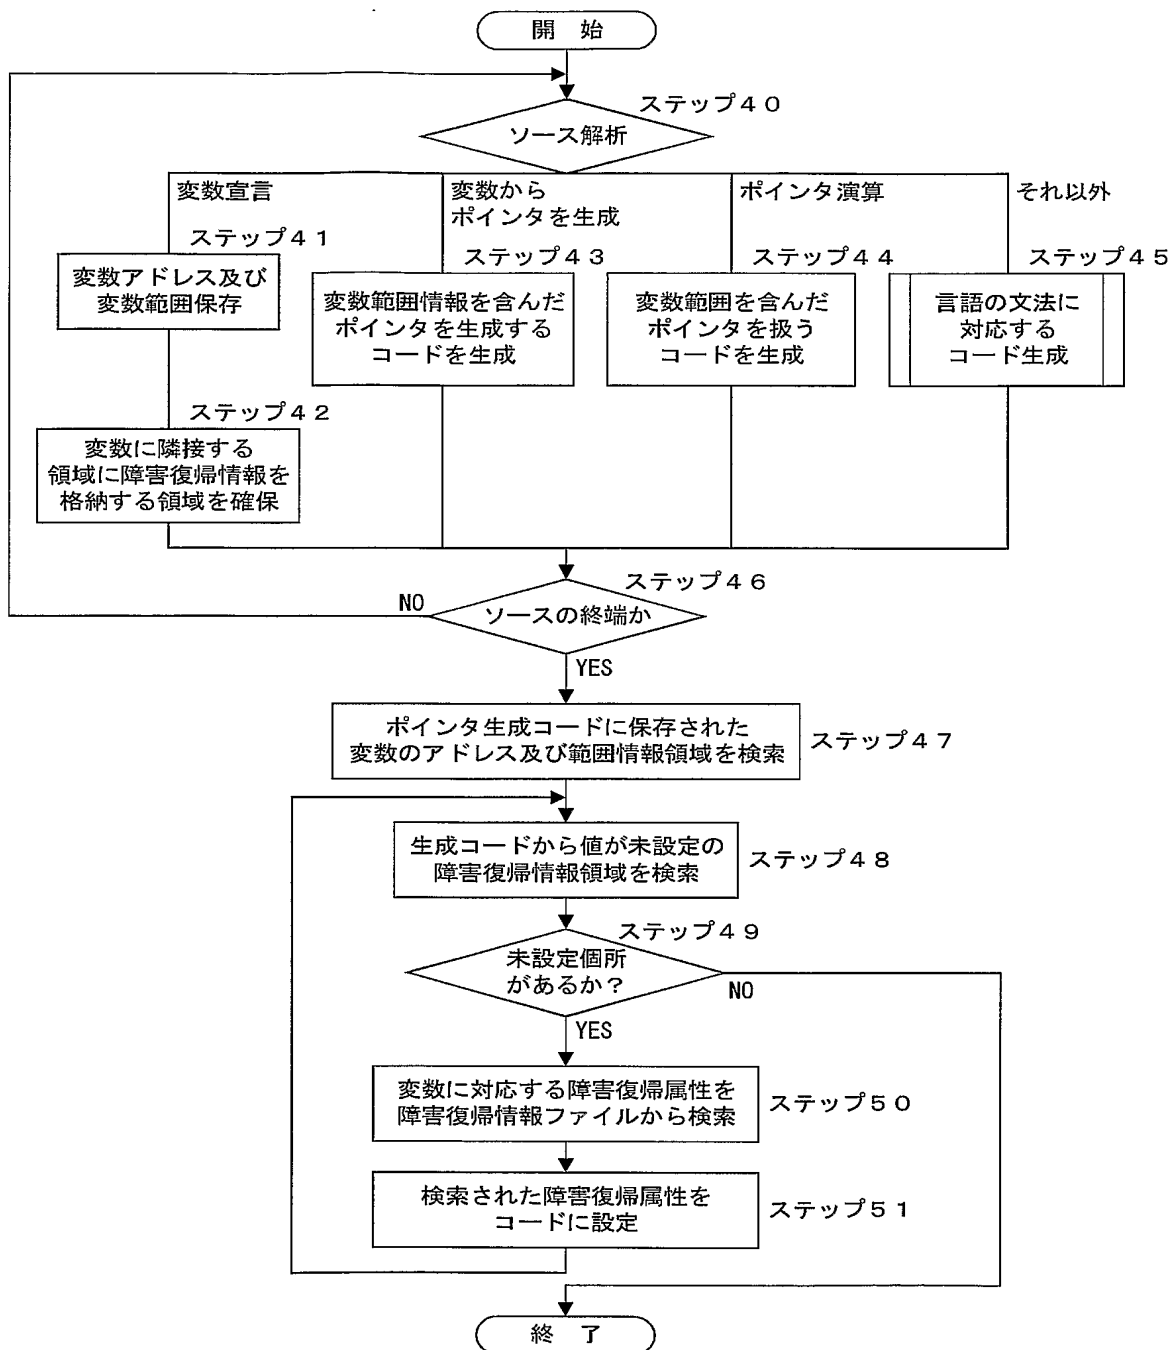 開 始
ステップ40
ソース解析
変数宣言
変数から
ポインタを生成
ポインタ演算
それ以外
ステップ41
変数アドレス及び
変数範囲保存
ステップ43
変数範囲情報を含んだ
ポインタを生成する
コードを生成
ステップ44
変数範囲を含んだ
ポインタを扱う
コードを生成
ステップ45
言語の文法に
対応する
コード生成
ステップ42
変数に隣接する
領域に障害復帰情報を
格納する領域を確保
ステップ46
ソースの終端か
NO
YES
ポインタ生成コードに保存された
変数のアドレス及び範囲情報領域を検索
ステップ47
生成コードから値が未設定の
障害復帰情報領域を検索
ステップ48
ステップ49
未設定個所
があるか？
NO
YES
変数に対応する障害復帰属性を
障害復帰情報ファイルから検索
ステップ50
検索された障害復帰属性を
コードに設定
ステップ51
終 了